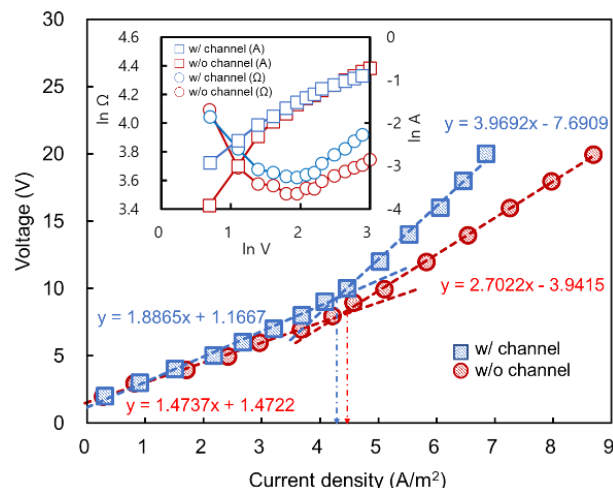 30
25
20
15
10
5
0
Voltage (V)
0 1 2 3 4 5 6 7 8 9
Current density (A/m²)
4.6
4.4
4.2
4.0
3.8
3.6
3.4
ln Ω
0 1 2 3
ln V
0
-1
-2
-3
-4
ln A
w/ channel (A)
w/o channel (A)
w/ channel (Ω)
w/o channel (Ω)
y = 3.9692x - 7.6909
y = 2.7022x - 3.9415
y = 1.8865x + 1.1667
y = 1.4737x + 1.4722
w/ channel
w/o channel